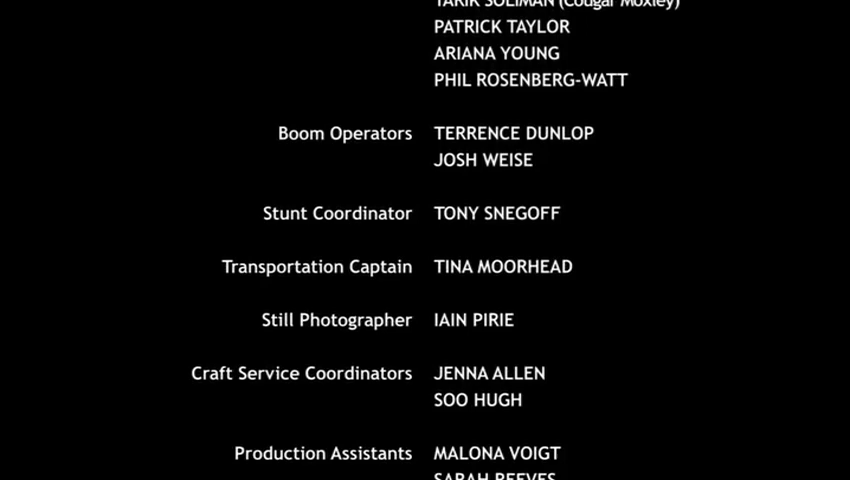 TARIK SOLIMAN (Cougar Moxley)
PATRICK TAYLOR
ARIANA YOUNG
PHIL ROSENBERG-WATT
Boom Operators TERRENCE DUNLOP
JOSH WEISE
Stunt Coordinator TONY SNEGOFF
Transportation Captain TINA MOORHEAD
Still Photographer IAIN PIRIE
Craft Service Coordinators JENNA ALLEN
SOO HUGH
Production Assistants MALONA VOIGT
SARAH REEVES